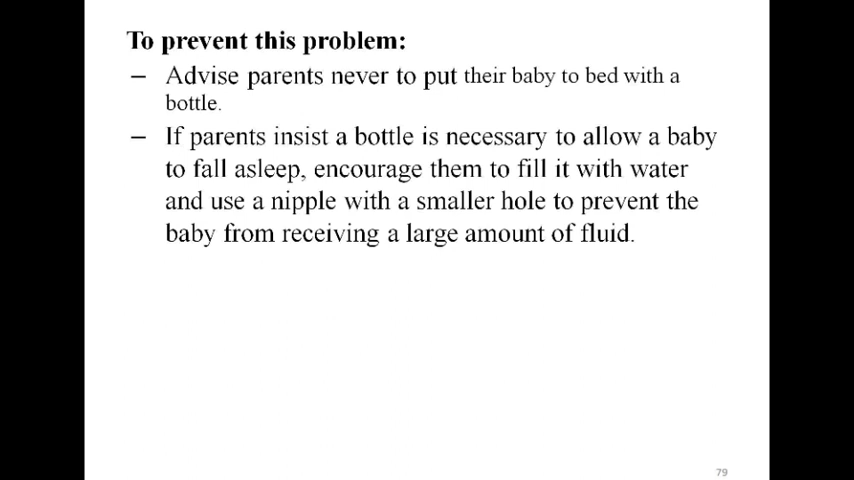 To prevent this problem:
– Advise parents never to put their baby to bed with a
bottle.
– If parents insist a bottle is necessary to allow a baby
to fall asleep, encourage them to fill it with water
and use a nipple with a smaller hole to prevent the
baby from receiving a large amount of fluid.
79